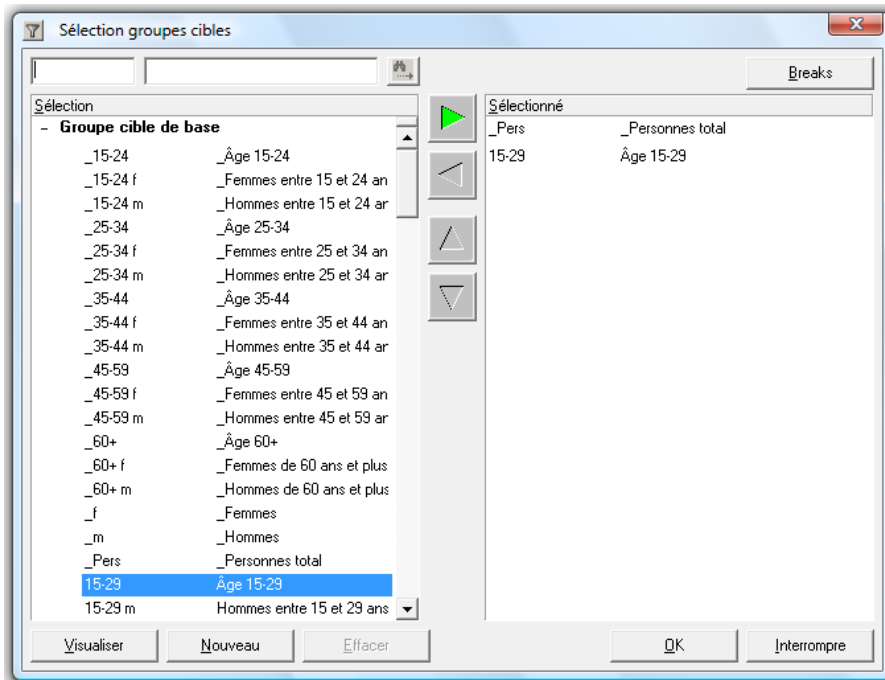 Sélection groupes cibles
Breaks
Sélection
– Groupe cible de base
_15-24 _Âge 15-24
_15-24 f _Femmes entre 15 et 24 an
_15-24 m _Hommes entre 15 et 24 ar
_25-34 _Âge 25-34
_25-34 f _Femmes entre 25 et 34 an
_25-34 m _Hommes entre 25 et 34 ar
_35-44 _Âge 35-44
_35-44 f _Femmes entre 35 et 44 an
_35-44 m _Hommes entre 35 et 44 ar
_45-59 _Âge 45-59
_45-59 f _Femmes entre 45 et 59 an
_45-59 m _Hommes entre 45 et 59 ar
_60+ _Âge 60+
_60+ f _Femmes de 60 ans et plus
_60+ m _Hommes de 60 ans et plus
_f _Femmes
_m _Hommes
_Pers _Personnes total
15-29 Âge 15-29
15-29 m Hommes entre 15 et 29 ans
Sélectionné
_Pers _Personnes total
15-29 Âge 15-29
Visualiser Nouveau Effacer OK Interrompre